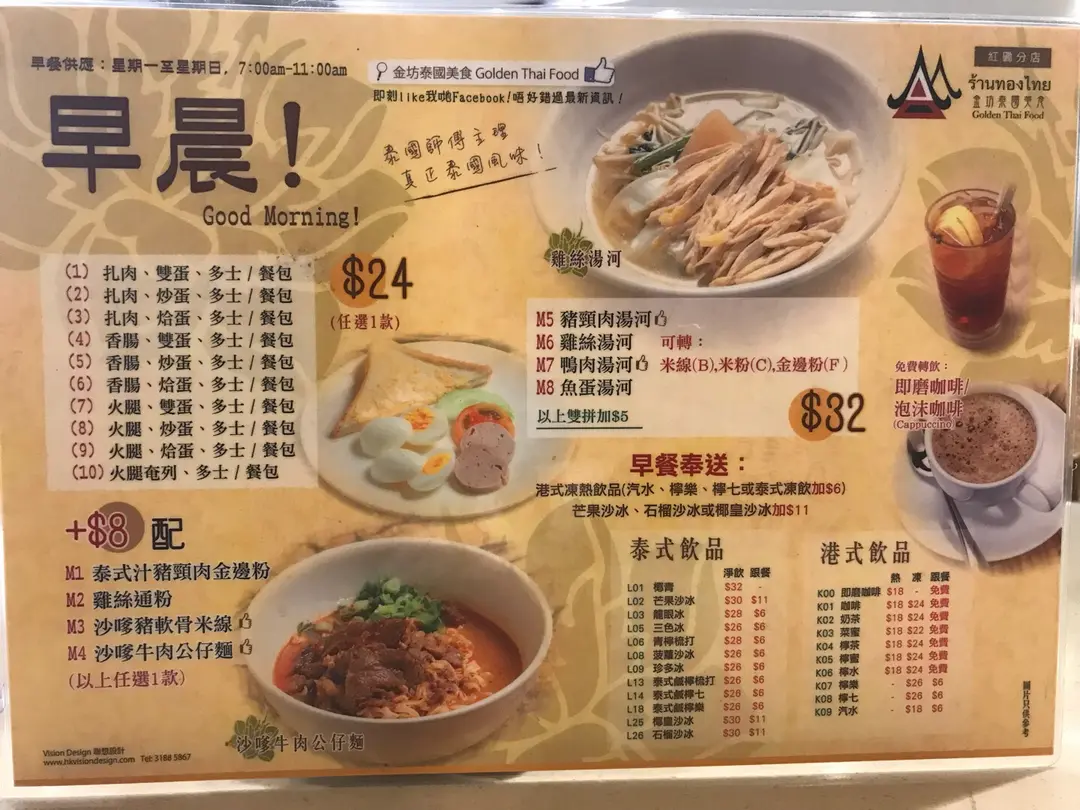 早餐供應：星期一至星期日, 7:00am-11:00am
金坊泰國美食 Golden Thai Food
即刻like我哋Facebook!唔好錯過最新資訊!
紅磡分店
ร้านทองไทย
金坊泰國美食
Golden Thai Food
早晨!
Good Morning!
泰國師傅主理
真正泰國風味!
(1) 扎肉、雙蛋、多士/餐包
(2) 扎肉、炒蛋、多士/餐包
(3) 扎肉、烚蛋、多士/餐包
(4) 香腸、雙蛋、多士/餐包
(5) 香腸、炒蛋、多士/餐包
(6) 香腸、烚蛋、多士/餐包
(7) 火腿、雙蛋、多士/餐包
(8) 火腿、炒蛋、多士/餐包
(9) 火腿、烚蛋、多士/餐包
(10) 火腿奄列、多士/餐包
$24
(任選1款)
+$8 配
M1 泰式汁豬頸肉金邊粉
M2 雞絲通粉
M3 沙嗲豬軟骨米線
M4 沙嗲牛肉公仔麵
(以上任選1款)
沙嗲牛肉公仔麵
Vision Design 聯想設計
www.hkvisiondesign.com Tel: 3188 5867
雞絲湯河
M5 豬頸肉湯河
M6 雞絲湯河 可轉：
M7 鴨肉湯河 米線(B),米粉(C),金邊粉(F)
M8 魚蛋湯河
以上雙拼加$5
$32
免費轉飲：
即磨咖啡/
泡沫咖啡
(Cappuccino)
早餐奉送：
港式凍熱飲品(汽水、檸樂、檸七或泰式凍飲加$6)
芒果沙冰、石榴沙冰或椰皇沙冰加$11
泰式飲品
淨飲 跟餐
L01 椰青 $32 -
L02 芒果沙冰 $30 $11
L03 龍眼冰 $28 $6
L05 三色冰 $26 $6
L06 青檸梳打 $28 $6
L08 菠蘿沙冰 $26 $6
L09 珍多冰 $26 $6
L13 泰式鹹檸梳打 $26 $6
L14 泰式鹹檸七 $26 $6
L18 泰式鹹檸樂 $26 $6
L25 椰皇沙冰 $30 $11
L26 石榴沙冰 $30 $11
港式飲品
熱 凍 跟餐
K00 即磨咖啡 $18 - 免費
K01 咖啡 $18 $24 免費
K02 奶茶 $18 $24 免費
K03 菜蜜 $18 $22 免費
K04 檸茶 $18 $24 免費
K05 檸蜜 $18 $24 免費
K06 檸水 $18 $24 免費
K07 檸樂 - $26 $6
K08 檸七 - $26 $6
K09 汽水 - $18 $6
圖片只供參考